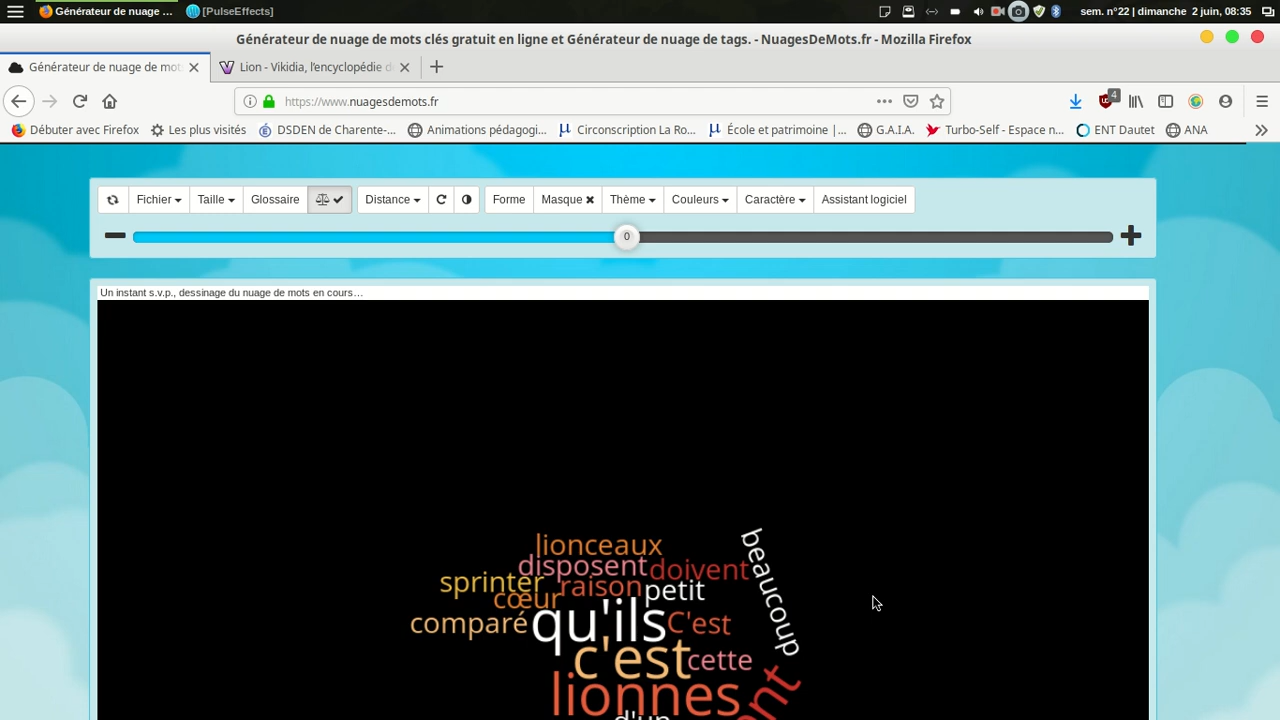 Générateur de nuage ...
[PulseEffects]
sem. n°22 | dimanche 2 juin, 08:35
Générateur de nuage de mots clés gratuit en ligne et Générateur de nuage de tags. - NuagesDeMots.fr - Mozilla Firefox
Générateur de nuage de mot
Lion - Vikidia, l'encyclopédie d
https://www.nuagesdemots.fr
4
Débuter avec Firefox
Les plus visités
DSDEN de Charente-...
Animations pédagogi...
Circonscription La Ro...
École et patrimoine |...
G.A.I.A.
Turbo-Self - Espace n...
ENT Dautet
ANA
Fichier
Taille
Glossaire
Distance
Forme
Masque
Thème
Couleurs
Caractère
Assistant logiciel
0
Un instant s.v.p., dessinage du nuage de mots en cours...
lionceaux
beaucoup
disposent
doivent
sprinter
raison
petit
cœur
comparé
qu'ils
C'est
c'est
cette
lionnes
d'un